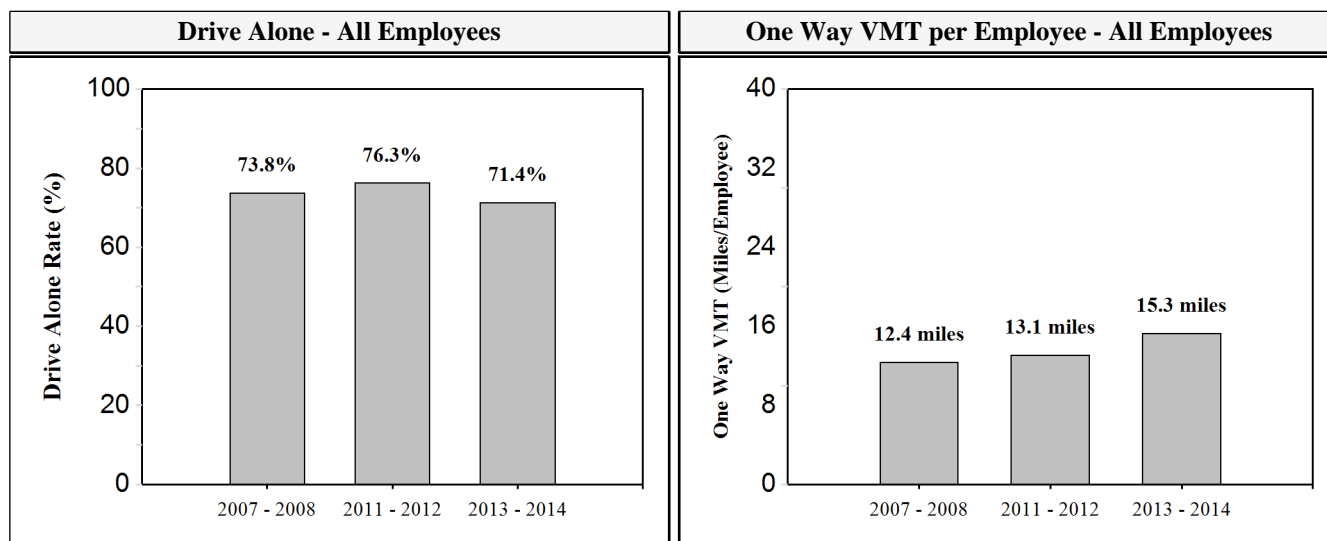 Drive Alone - All Employees
One Way VMT per Employee - All Employees
Drive Alone Rate (%)
100
80
60
40
20
0
73.8%
76.3%
71.4%
2007 - 2008
2011 - 2012
2013 - 2014
One Way VMT (Miles/Employee)
40
32
24
16
8
0
12.4 miles
13.1 miles
15.3 miles
2007 - 2008
2011 - 2012
2013 - 2014